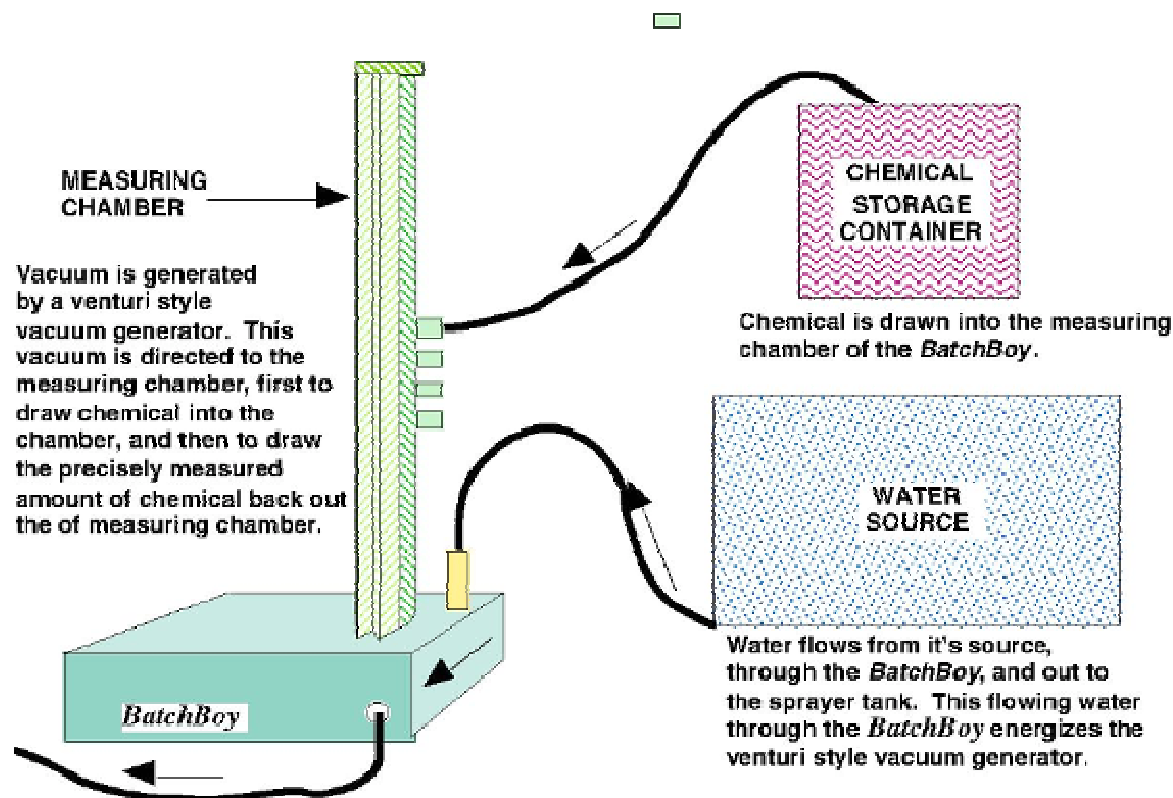 MEASURING
CHAMBER
Vacuum is generated
by a venturi style
vacuum generator. This
vacuum is directed to the
measuring chamber, first to
draw chemical into the
chamber, and then to draw
the precisely measured
amount of chemical back out
the of measuring chamber.
CHEMICAL
STORAGE
CONTAINER
Chemical is drawn into the measuring
chamber of the BatchBoy.
WATER
SOURCE
Water flows from it's source,
through the BatchBoy, and out to
the sprayer tank. This flowing water
through the BatchBoy energizes the
venturi style vacuum generator.
BatchBoy